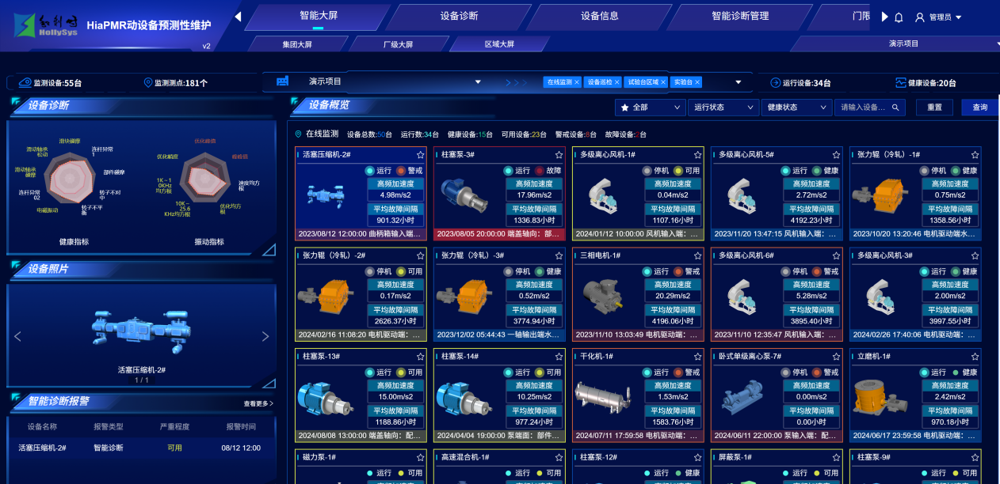 和利时
HollySys
HiaPMR动设备预测性维护
v2
智能大屏
设备诊断
设备信息
智能诊断管理
门限
管理员
集团大屏
厂级大屏
区域大屏
演示项目
监测设备:55台
监测测点:181个
演示项目
在线监测 ×
设备巡检 ×
试验台区域 ×
实验台 ×
运行设备:34台
健康设备:20台
设备诊断
设备概览
全部
运行状态
健康状态
请输入设备...
重置
查询
在线监测 设备总数:50台 运行数:34台 健康设备:15台 可用设备:23台 警戒设备:8台 故障设备:2台
滑块磁摩
滑动轴承
松动
连杆异常
1
滑动轴承
磁摩
部件磁摩
连杆异常
02
转子不对
中
电磁振动
转子不平
衡
健康指标
优化峰值
优化峭度
峰峰值
1K~1
0KHz
均方根
速度均方
根
10K~
25.6
KHz均方根
优化均方
根
振动指标
活塞压缩机-2#
运行 警戒
高频加速度
4.98m/s2
平均故障间隔
901.32小时
2023/08/12 12:00:00 曲柄箱输入端...
柱塞泵-3#
运行 故障
高频加速度
17.96m/s2
平均故障间隔
1336.83小时
2023/08/05 20:00:00 端盖轴向：部...
多级离心风机-1#
停机 可用
高频加速度
0.04m/s2
平均故障间隔
1107.16小时
2024/01/12 10:00:00 风机输入端：...
多级离心风机-5#
运行 健康
高频加速度
2.72m/s2
平均故障间隔
4192.23小时
2023/11/20 13:47:15 风机输入端：...
张力辊（冷轧）-1#
停机 健康
高频加速度
0.75m/s2
平均故障间隔
1358.56小时
2023/10/20 13:20:46 电机驱动端水...
设备照片
活塞压缩机-2#
1 / 1
张力辊（冷轧）-2#
停机 可用
高频加速度
0.17m/s2
平均故障间隔
2626.37小时
2024/02/16 11:08:20 电机驱动端：...
张力辊（冷轧）-3#
停机 健康
高频加速度
0.52m/s2
平均故障间隔
3774.94小时
2023/12/02 05:44:43 一轴输出端水...
三相电机-1#
运行 警戒
高频加速度
20.29m/s2
平均故障间隔
4196.06小时
2023/11/10 13:03:49 电机驱动端：...
多级离心风机-6#
停机 警戒
高频加速度
5.28m/s2
平均故障间隔
3895.40小时
2023/11/10 12:35:47 风机输入端：...
多级离心风机-3#
运行 健康
高频加速度
2.00m/s2
平均故障间隔
3997.55小时
2024/02/26 17:40:06 电机驱动端：...
智能诊断报警
查看更多>
设备名称 报警类型 严重程度 报警时间
活塞压缩机-2# 智能诊断 可用 08/12 12:00
柱塞泵-13#
运行 可用
高频加速度
15.00m/s2
平均故障间隔
1188.86小时
2024/08/08 13:00:00 端盖轴向：配...
柱塞泵-14#
运行 可用
高频加速度
10.25m/s2
平均故障间隔
977.24小时
2024/04/04 19:00:00 泵端面：部件...
干化机-1#
运行 警戒
高频加速度
1.53m/s2
平均故障间隔
1583.76小时
2024/07/11 17:59:58 电机驱动端：...
卧式单级离心泵-7#
停机 警戒
高频加速度
0.00m/s2
平均故障间隔
0.00小时
2024/06/11 22:00:00 泵输入端：配...
立磨机-1#
运行 健康
高频加速度
2.42m/s2
平均故障间隔
970.18小时
2024/06/17 23:59:58 电机驱动端：...
磁力泵-1#
运行 可用
高速混合机-1#
运行 可用
柱塞泵-12#
运行 健康
屏蔽泵-1#
运行 可用
柱塞泵-9#
运行 可用